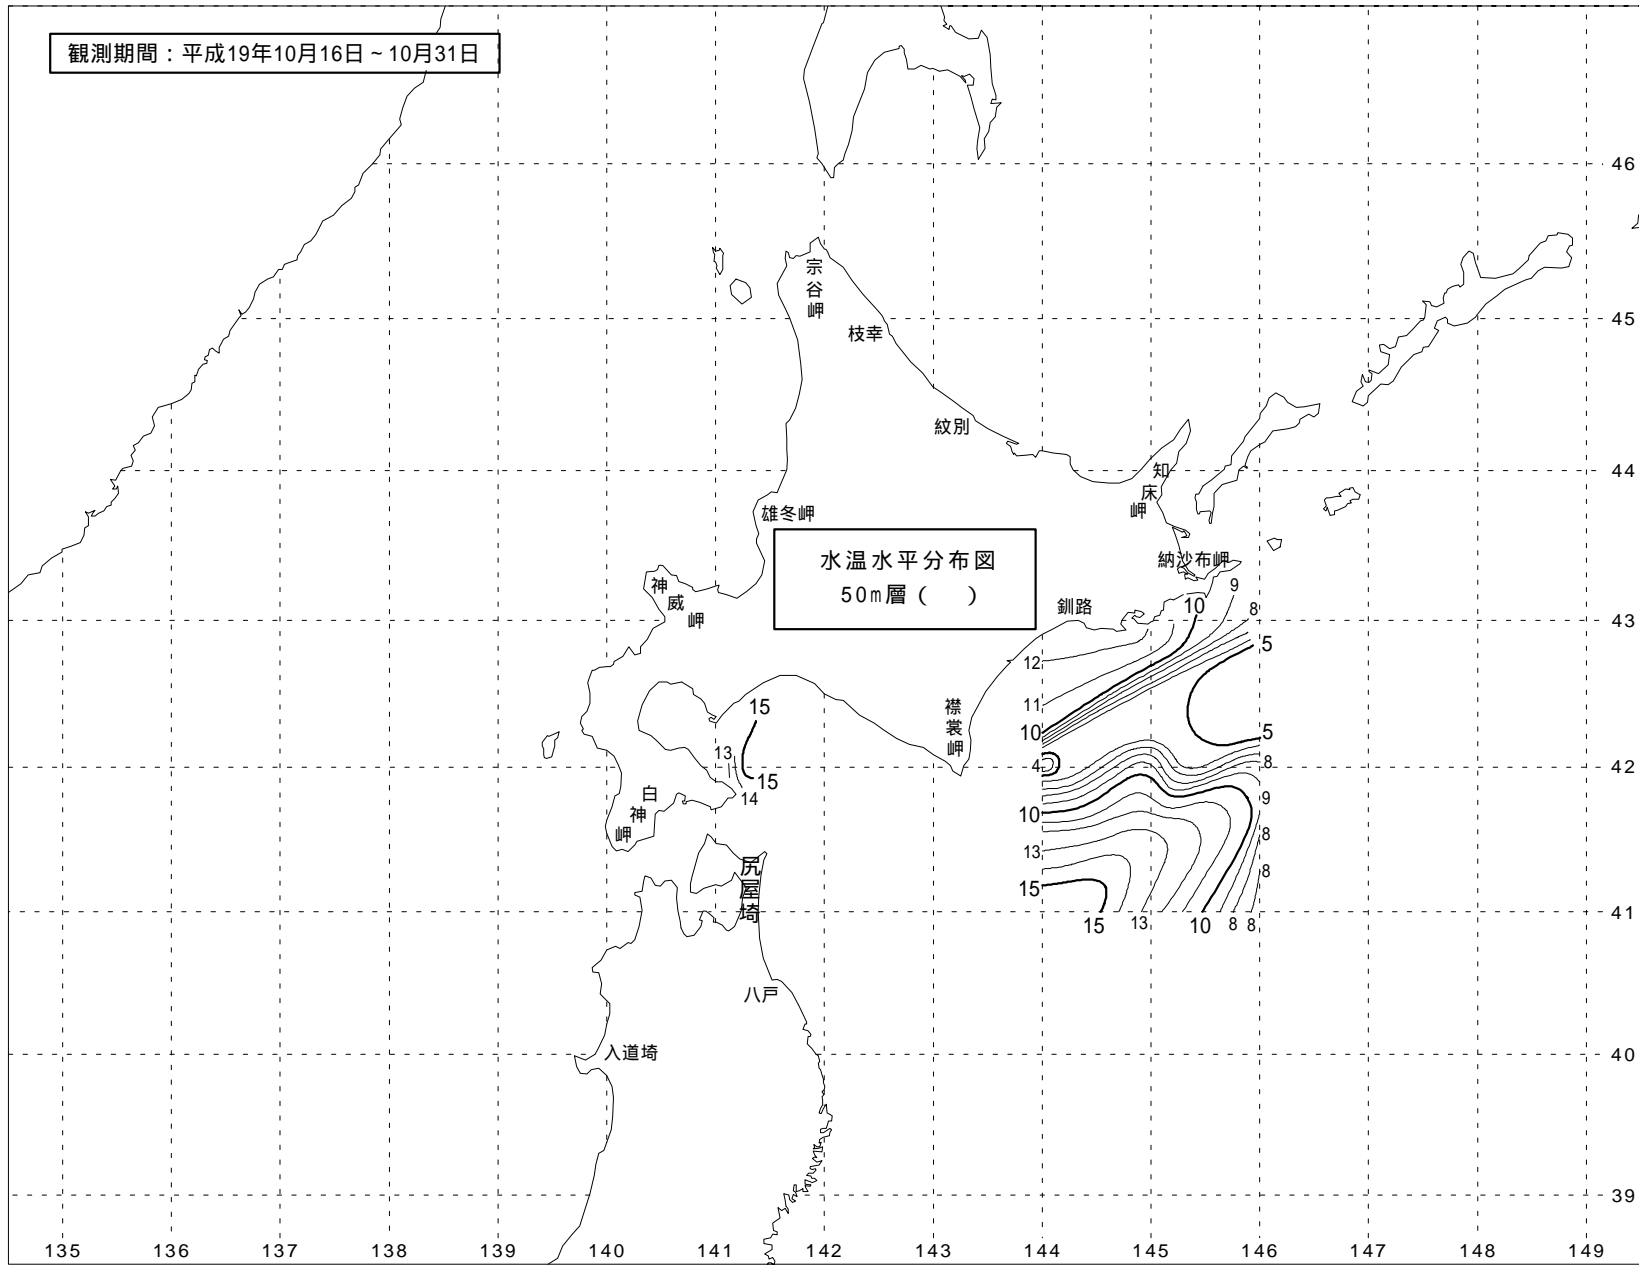 観測期間：平成19年10月16日～10月31日
46
宗谷岬
45
枝幸
紋別
44
知床岬
雄冬岬
水温水平分布図
50m層（　）
納沙布岬
神威岬
釧路
9
10
8
43
5
12
11
襟裳岬
15
10
5
13
4
8
42
15
14
9
白神岬
10
8
13
尻屋埼
8
15
15
13
10
8
8
41
八戸
入道埼
40
39
135 136 137 138 139 140 141 142 143 144 145 146 147 148 149